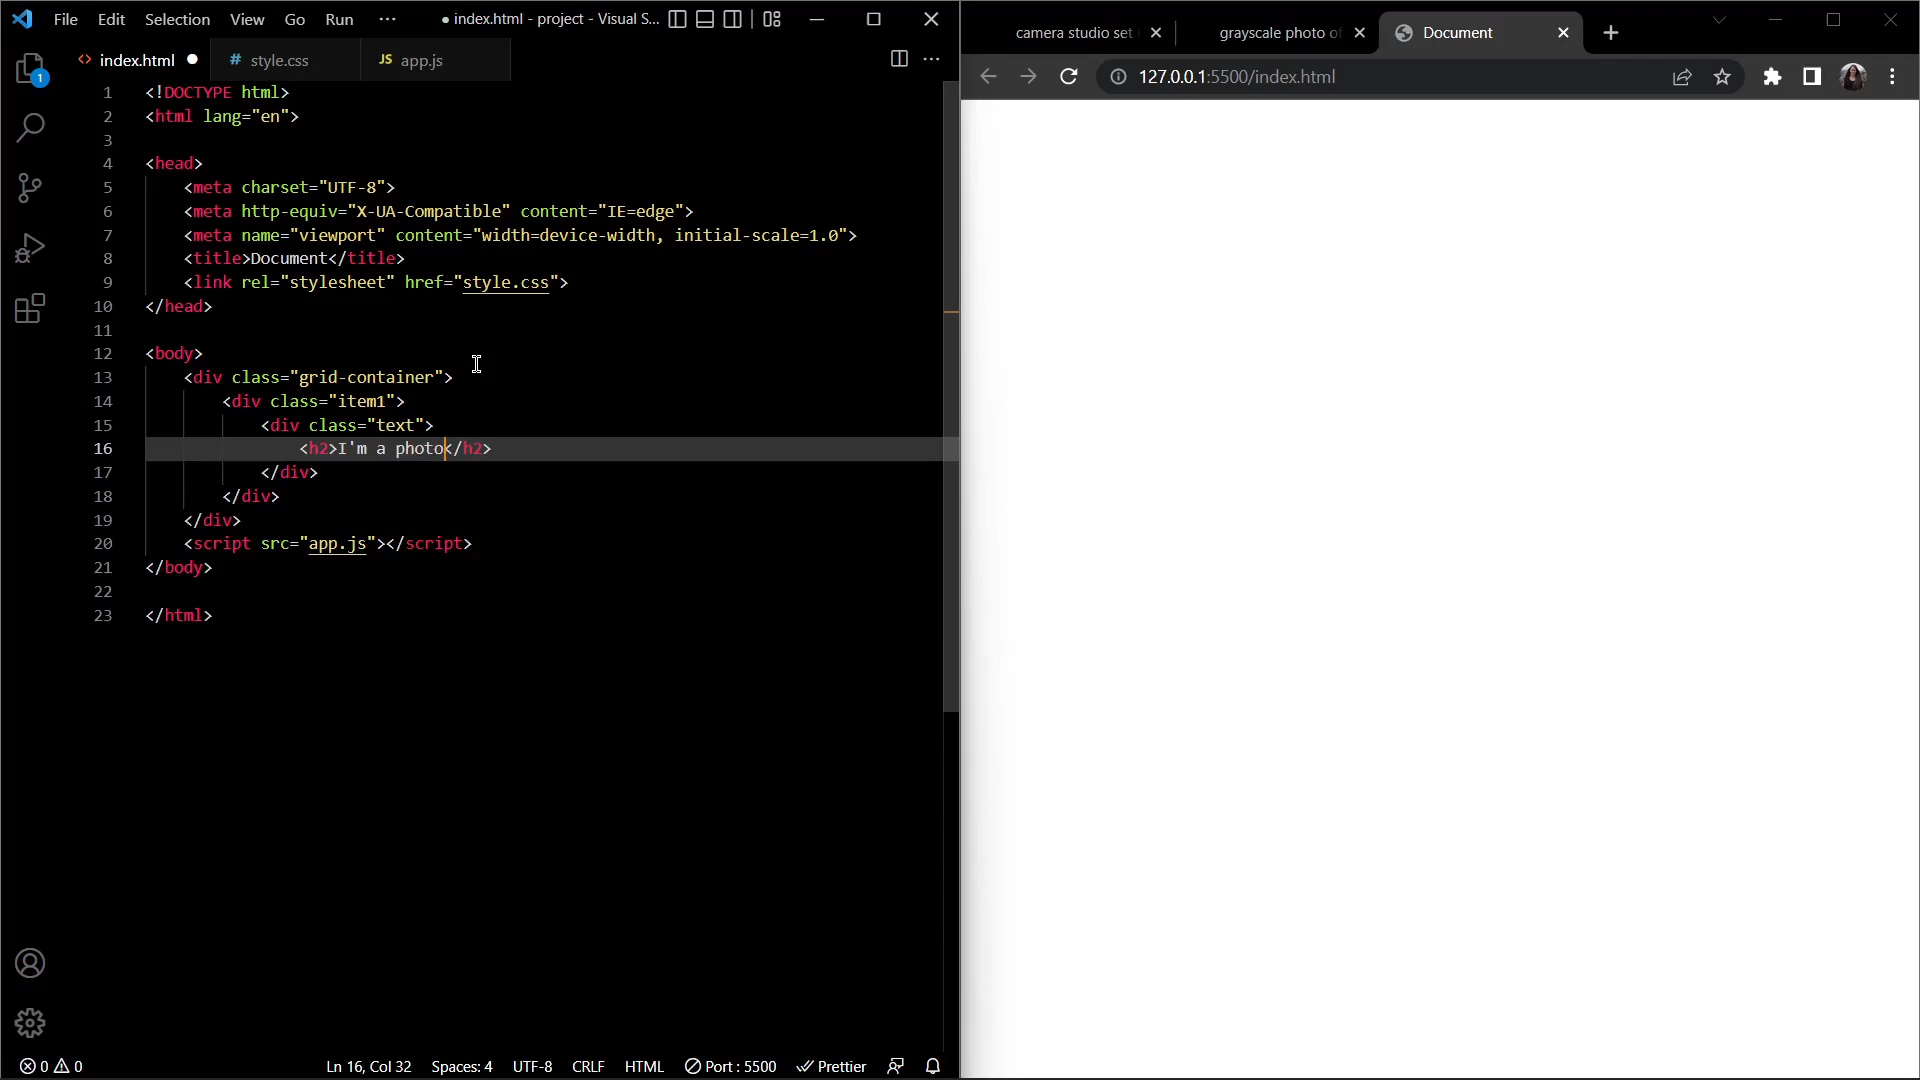 File Edit Selection View Go Run ··· ● index.html - project - Visual S...
index.html ● # style.css JS app.js ···
1
1 <!DOCTYPE html>
2 <html lang="en">
3
4 <head>
5 <meta charset="UTF-8">
6 <meta http-equiv="X-UA-Compatible" content="IE=edge">
7 <meta name="viewport" content="width=device-width, initial-scale=1.0">
8 <title>Document</title>
9 <link rel="stylesheet" href="style.css">
10 </head>
11
12 <body>
13 <div class="grid-container">
14 <div class="item1">
15 <div class="text">
16 <h2>I'm a photo</h2>
17 </div>
18 </div>
19 </div>
20 <script src="app.js"></script>
21 </body>
22
23 </html>
0 0 Ln 16, Col 32 Spaces: 4 UTF-8 CRLF HTML Port : 5500 Prettier
camera studio set grayscale photo of Document
127.0.0.1:5500/index.html